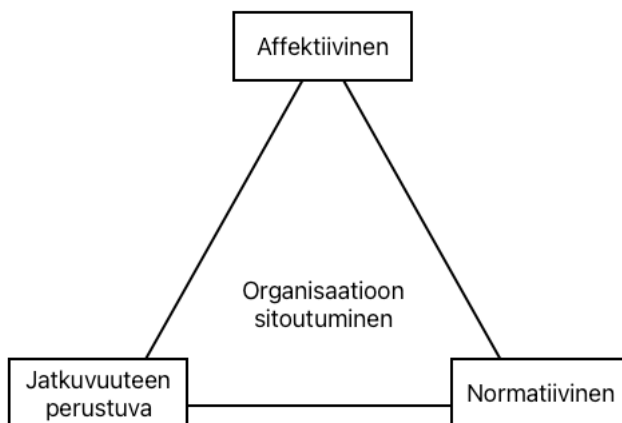 Affektiivinen
Organisaatioon
sitoutuminen
Jatkuvuuteen
perustuva
Normatiivinen